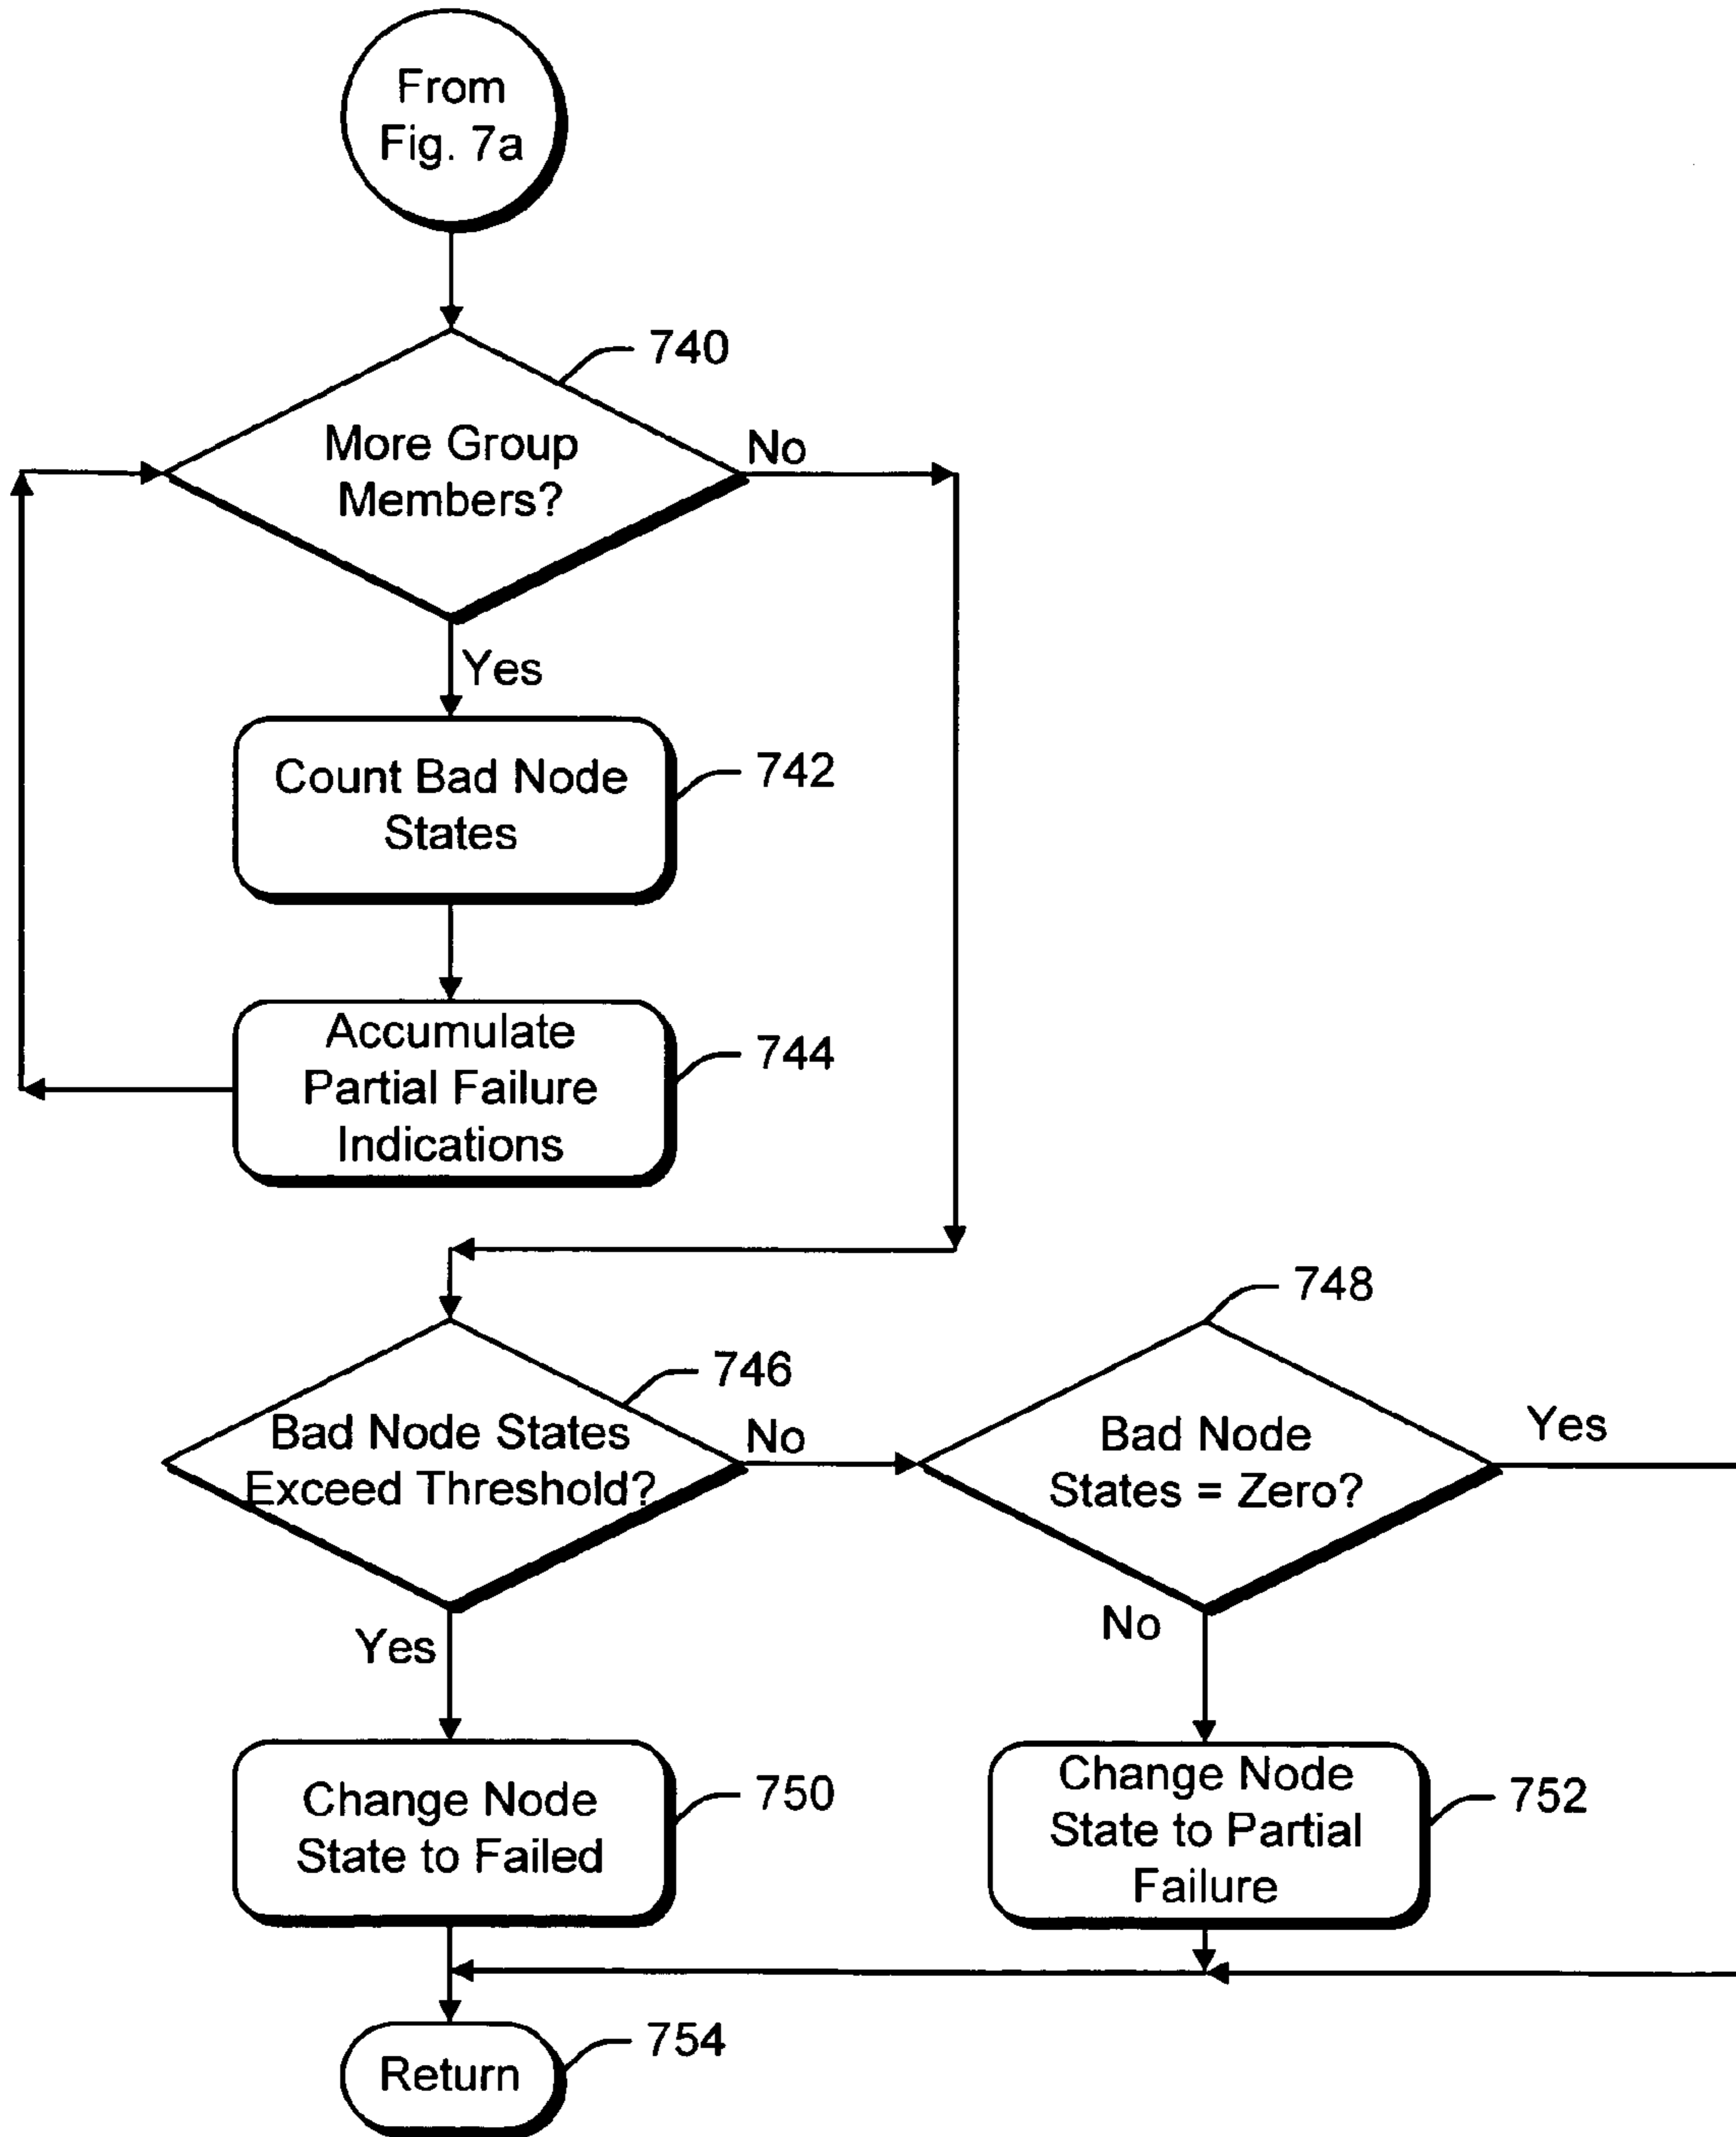 From
Fig. 7a
740
More Group
Members?
No
Yes
Count Bad Node
States
742
Accumulate
Partial Failure
Indications
744
748
746
Bad Node States
Exceed Threshold?
No
Bad Node
States = Zero?
Yes
Yes
No
Change Node
State to Failed
750
Change Node
State to Partial
Failure
752
Return
754